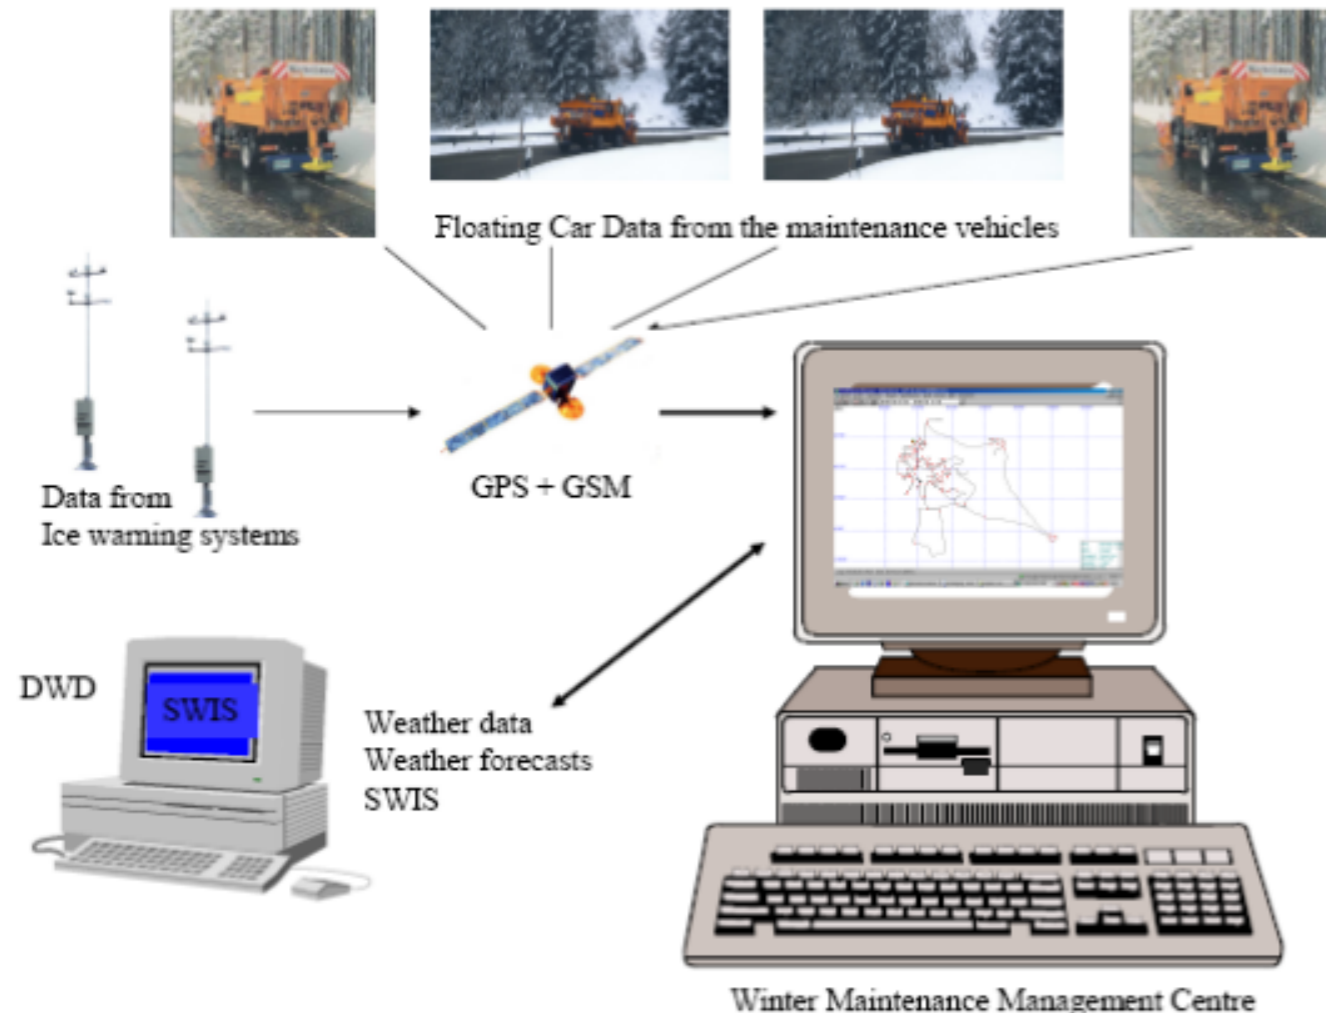 Floating Car Data from the maintenance vehicles
GPS + GSM
Data from
Ice warning systems
DWD
SWIS
Weather data
Weather forecasts
SWIS
Winter Maintenance Management Centre